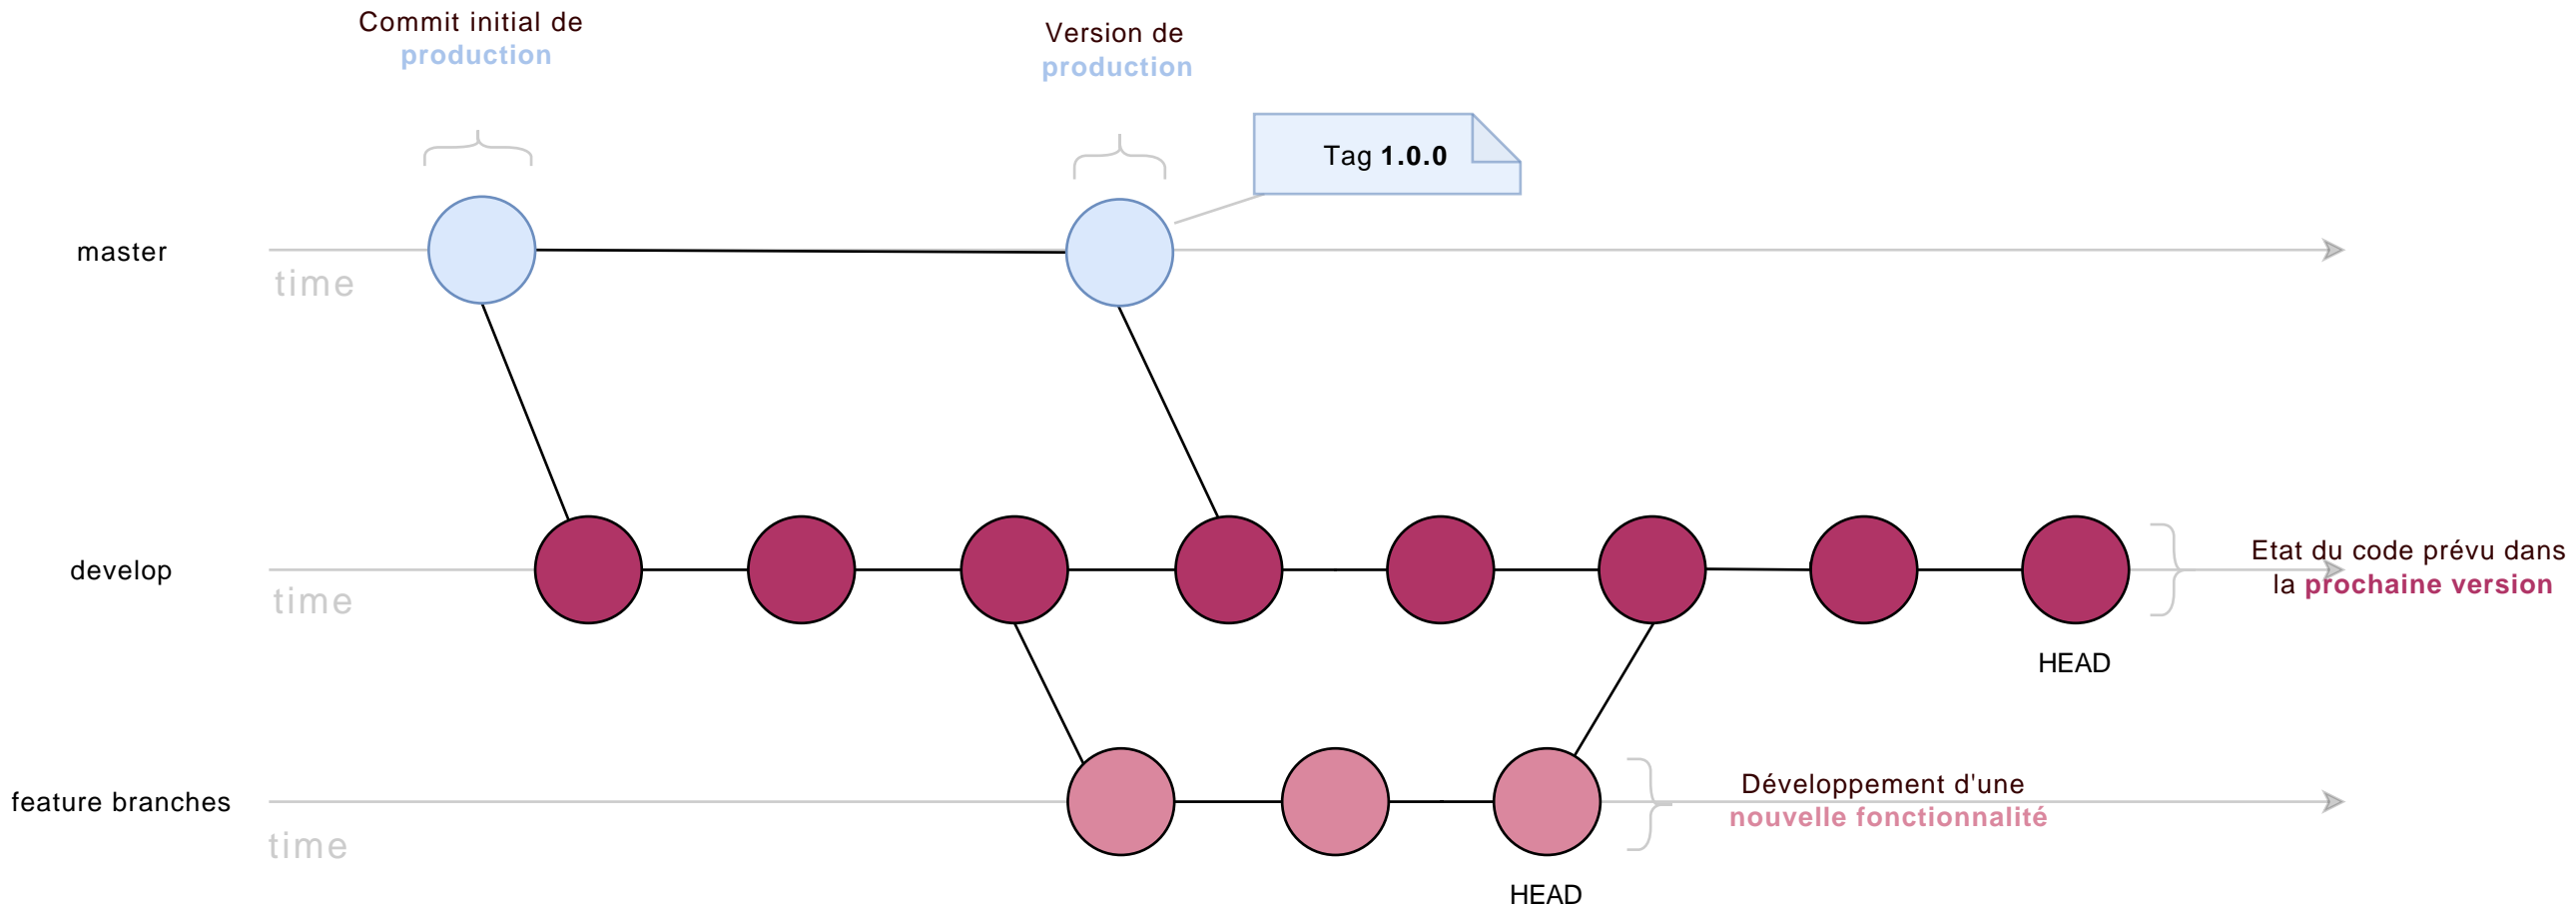 Commit initial de
production
Version de
production
Tag 1.0.0
master
time
develop
time
Etat du code prévu dans
la prochaine version
HEAD
feature branches
time
Développement d'une
nouvelle fonctionnalité
HEAD